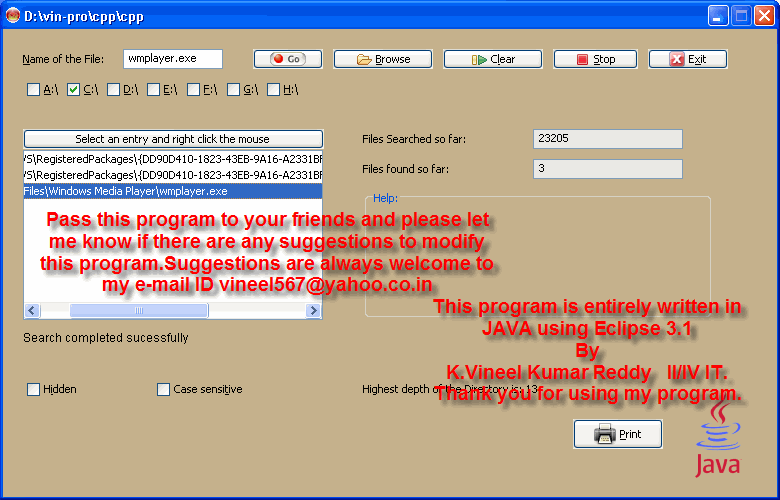 D:\win-pro\cpp\cpp
Name of the File: wmplayer.exe Go Browse Clear Stop Exit
A:\ C:\ D:\ E:\ F:\ G:\ H:\
Select an entry and right click the mouse
Files Searched so far: 23205
VS\RegisteredPackages\{DD90D410-1823-43EB-9A16-A2331BF
VS\RegisteredPackages\{DD90D410-1823-43EB-9A16-A2331BF
Files found so far: 3
Files\Windows Media Player\wmplayer.exe
Help:
Pass this program to your friends and please let
me know if there are any suggestions to modify
this program.Suggestions are always welcome to
my e-mail ID vineel567@yahoo.co.in
This program is entirely written in
JAVA using Eclipse 3.1
By
K.Vineel Kumar Reddy II/IV IT.
Thank you for using my program.
Search completed sucessfully
Hidden Case sensitive Highest depth of the Directory is: 13
Print
Java